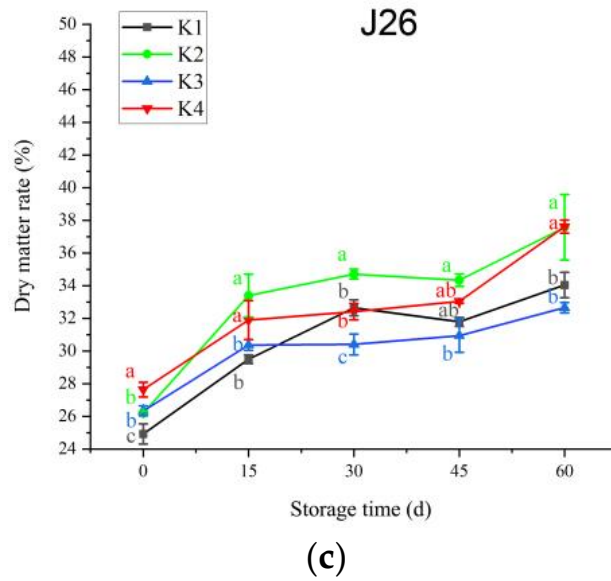 J26
K1
K2
K3
K4
Dry matter rate (%)
50
48
46
44
42
40
38
36
34
32
30
28
26
24
a
b
b
c
a
a
b
b
a
b
b
c
a
ab
ab
b
a
a
b
b
0 15 30 45 60
Storage time (d)
(c)